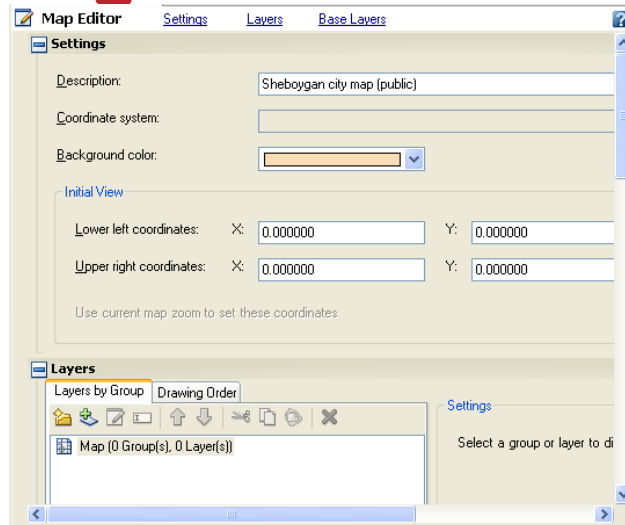 Map Editor Settings Layers Base Layers ?
Settings
Description: Sheboygan city map (public)
Coordinate system:
Background color:
Initial View
Lower left coordinates: X: 0.000000 Y: 0.000000
Upper right coordinates: X: 0.000000 Y: 0.000000
Use current map zoom to set these coordinates
Layers
Layers by Group Drawing Order
Settings
Map (0 Group(s), 0 Layer(s))
Select a group or layer to di